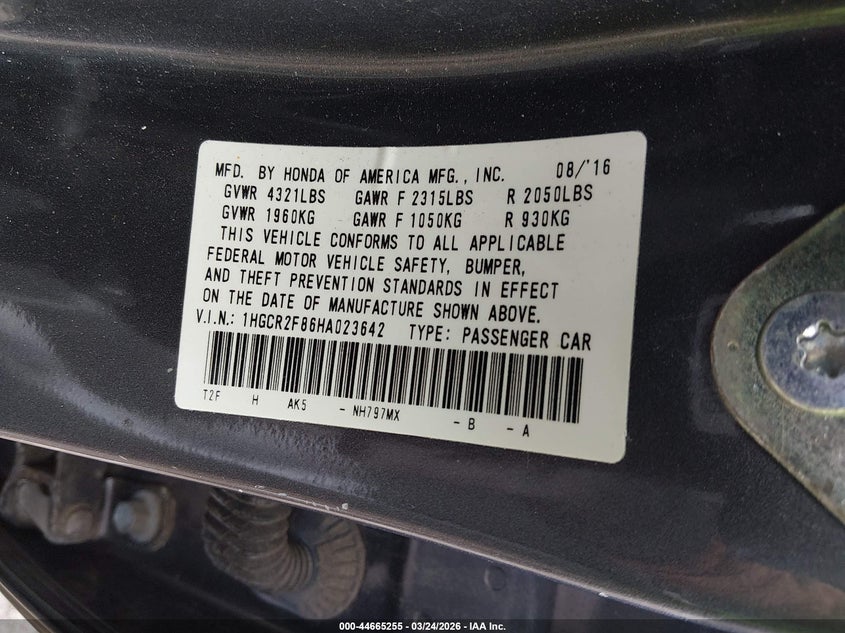 MFD. BY HONDA OF AMERICA MFG., INC. 08/'16
GVWR 4321LBS GAWR F 2315LBS R 2050LBS
GVWR 1960KG GAWR F 1050KG R 930KG
THIS VEHICLE CONFORMS TO ALL APPLICABLE
FEDERAL MOTOR VEHICLE SAFETY, BUMPER,
AND THEFT PREVENTION STANDARDS IN EFFECT
ON THE DATE OF MANUFACTURE SHOWN ABOVE.
V.I.N.: 1HGCR2F86HA023642 TYPE: PASSENGER CAR
T2F H AK5 - NH797MX - B - A
000-44665255 - 03/24/2026 - IAA Inc.